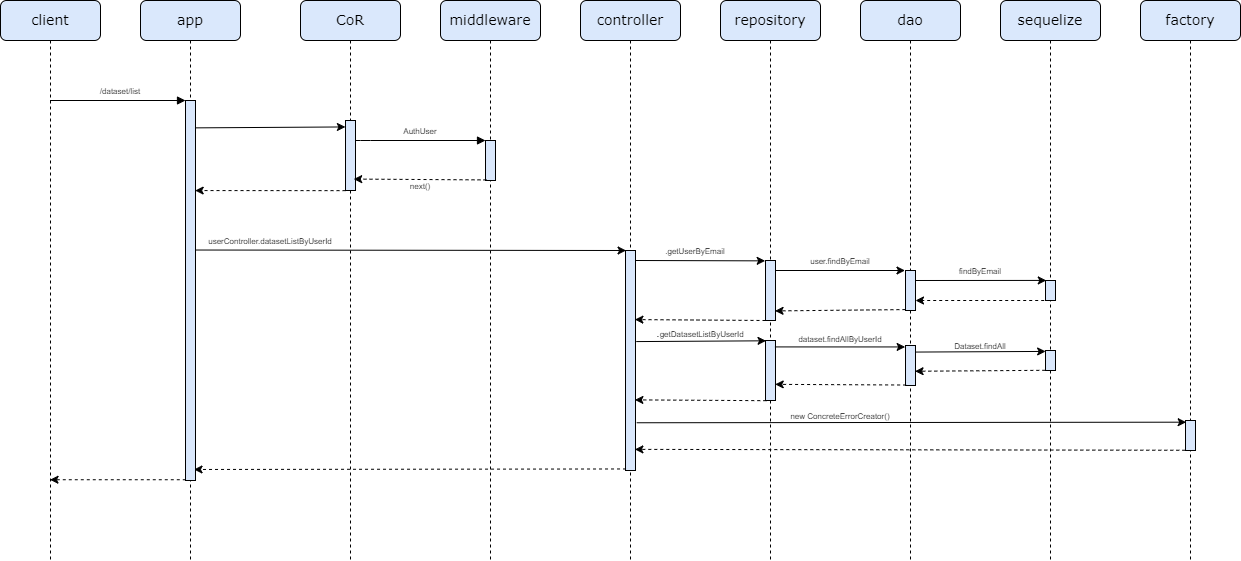 client
app
CoR
middleware
controller
repository
dao
sequelize
factory
/dataset/list
AuthUser
next()
userController.datasetListByUserId
.getUserByEmail
user.findByEmail
findByEmail
.getDatasetListByUserId
dataset.findAllByUserId
Dataset.findAll
new ConcreteErrorCreator()